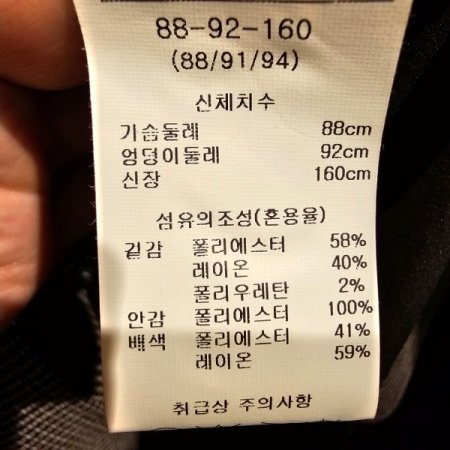 88-92-160
(88/91/94)
신체치수
가슴둘레 88cm
엉덩이둘레 92cm
신장 160cm
섬유의조성(혼용율)
겉감 폴리에스터 58%
레이온 40%
폴리우레탄 2%
안감 폴리에스터 100%
배색 폴리에스터 41%
레이온 59%
취급상 주의사항